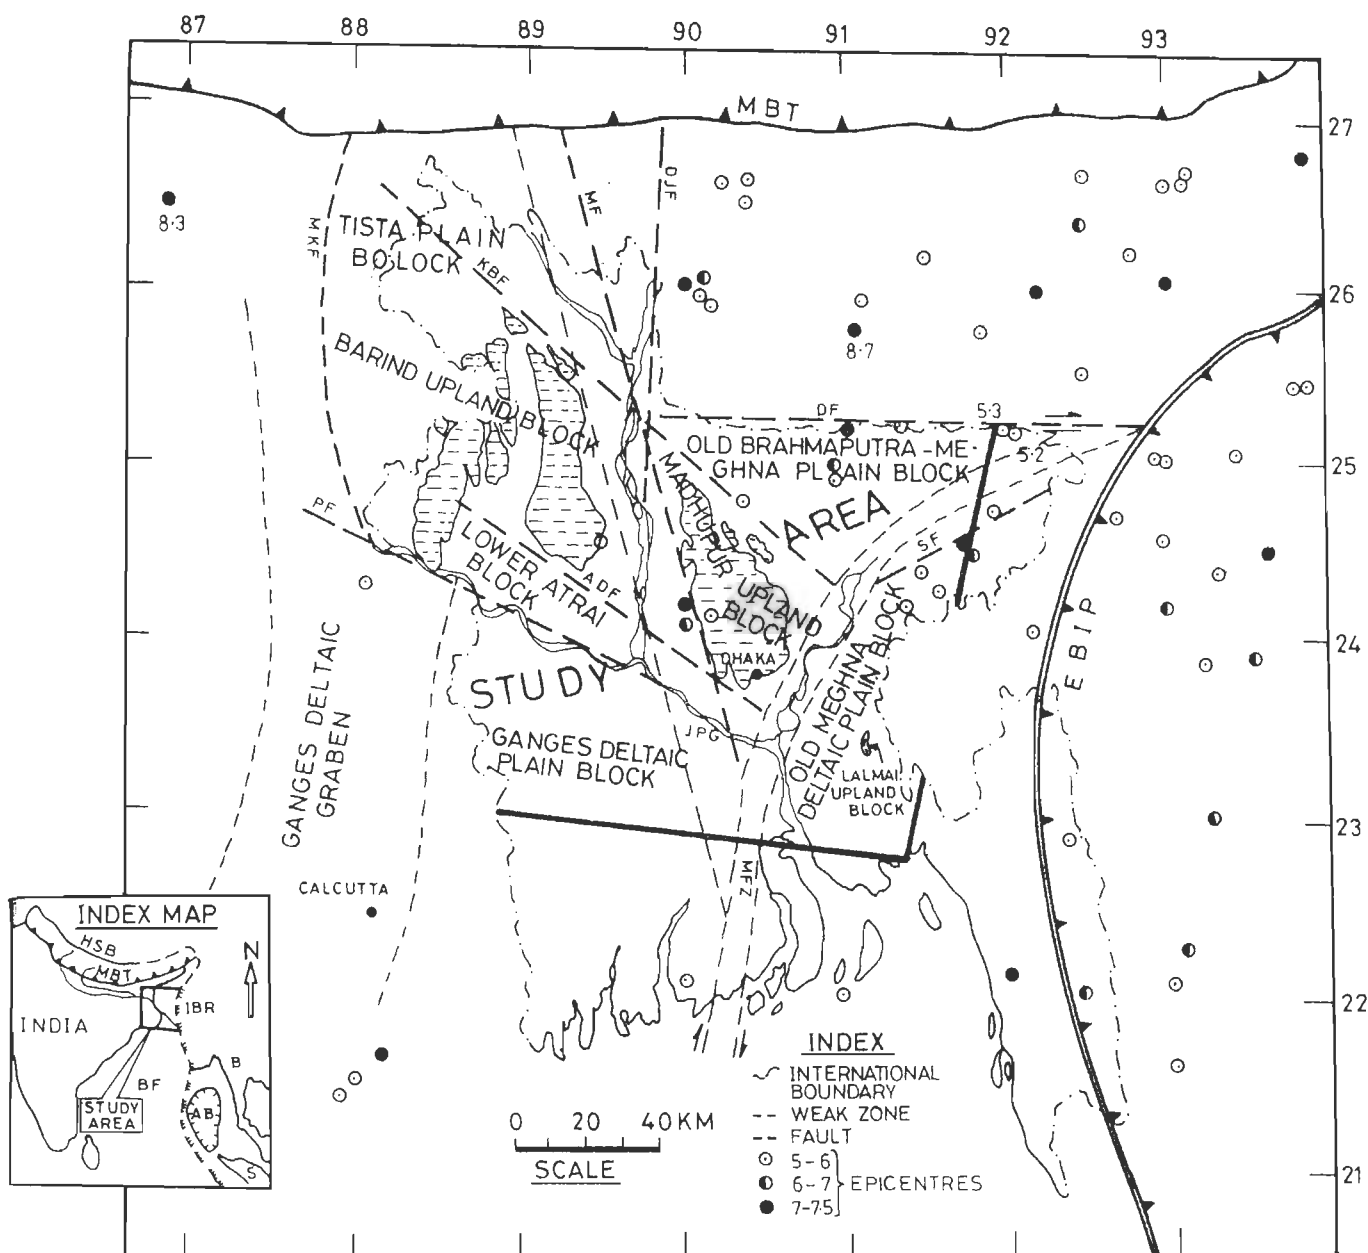 87 88 89 90 91 92 93
MBT
27
26
25
24
23
22
21
8·3
MKF
MF
DJF
TISTA PLAIN
BOLOCK
KBF
BARIND UPLAND
BLOCK
8·7
DF
5·3
5·2
OLD BRAHMAPUTRA-ME-
GHNA PLAIN BLOCK
PF
LOWER ATRAI
BLOCK
ADF
MADHUPUR
UPLAND
BLOCK
DHAKA
STUDY
AREA
SF
EBIP
GANGES DELTAIC
GRABEN
GANGES DELTAIC
PLAIN BLOCK
JPG
OLD MEGHNA
DELTAIC PLAIN BLOCK
LALMAI
UPLAND
BLOCK
MFZ
CALCUTTA
INDEX MAP
HSB
MBT
N
IBR
INDIA
B
BF
AB
STUDY
AREA
S
0 20 40 KM
SCALE
INDEX
INTERNATIONAL
BOUNDARY
WEAK ZONE
FAULT
5-6
6-7
7-7·5
EPICENTRES